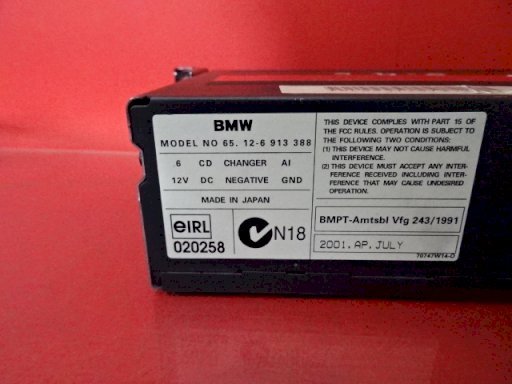 BMW
MODEL NO 65. 12-6 913 388
6 CD CHANGER AI
12V DC NEGATIVE GND
MADE IN JAPAN
eIRL
020258
N18
THIS DEVICE COMPLIES WITH PART 15 OF
THE FCC RULES. OPERATION IS SUBJECT TO
THE FOLLOWING TWO CONDITIONS:
(1) THIS DEVICE MAY NOT CAUSE HARMFUL
INTERFERENCE.
(2) THIS DEVICE MUST ACCEPT ANY INTER-
FERENCE RECEIVED INCLUDING INTER-
FERENCE THAT MAY CAUSE UNDESIRED
OPERATION.
BMPT-Amtsbl Vfg 243/1991
2001.AP.JULY
76747W14-O